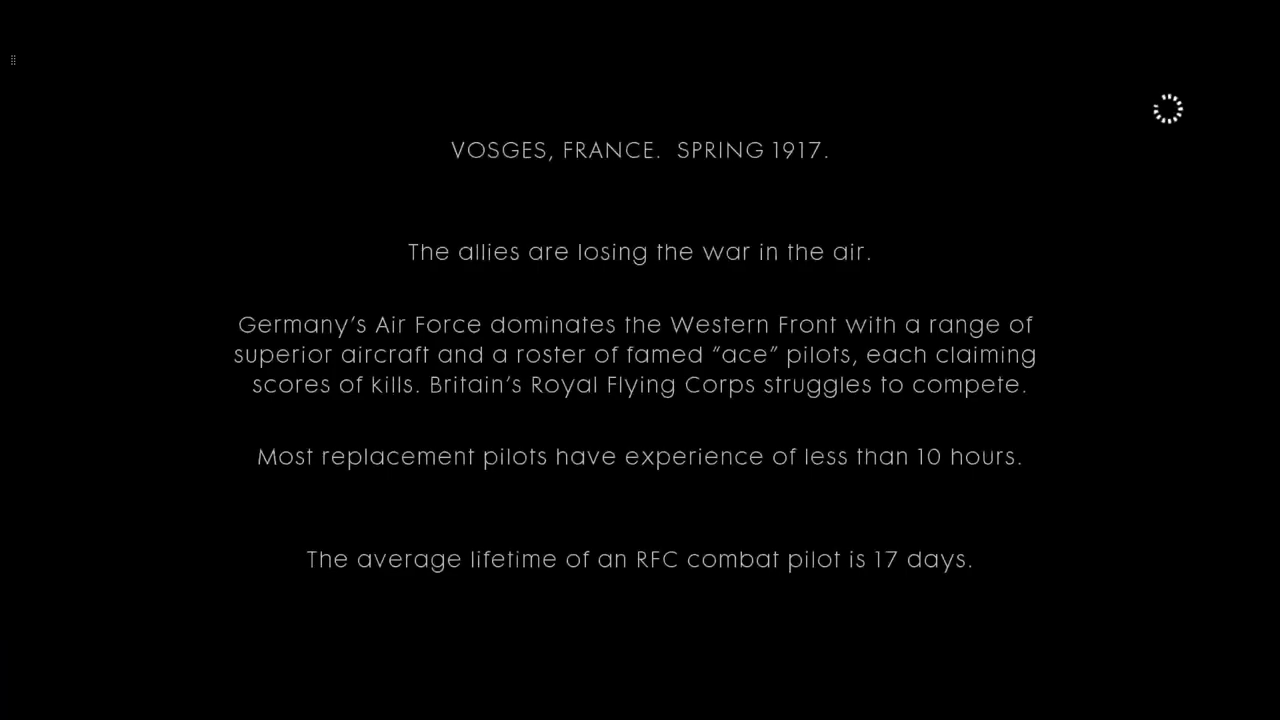 VOSGES, FRANCE. SPRING 1917.
The allies are losing the war in the air.
Germany's Air Force dominates the Western Front with a range of
superior aircraft and a roster of famed “ace” pilots, each claiming
scores of kills. Britain's Royal Flying Corps struggles to compete.
Most replacement pilots have experience of less than 10 hours.
The average lifetime of an RFC combat pilot is 17 days.